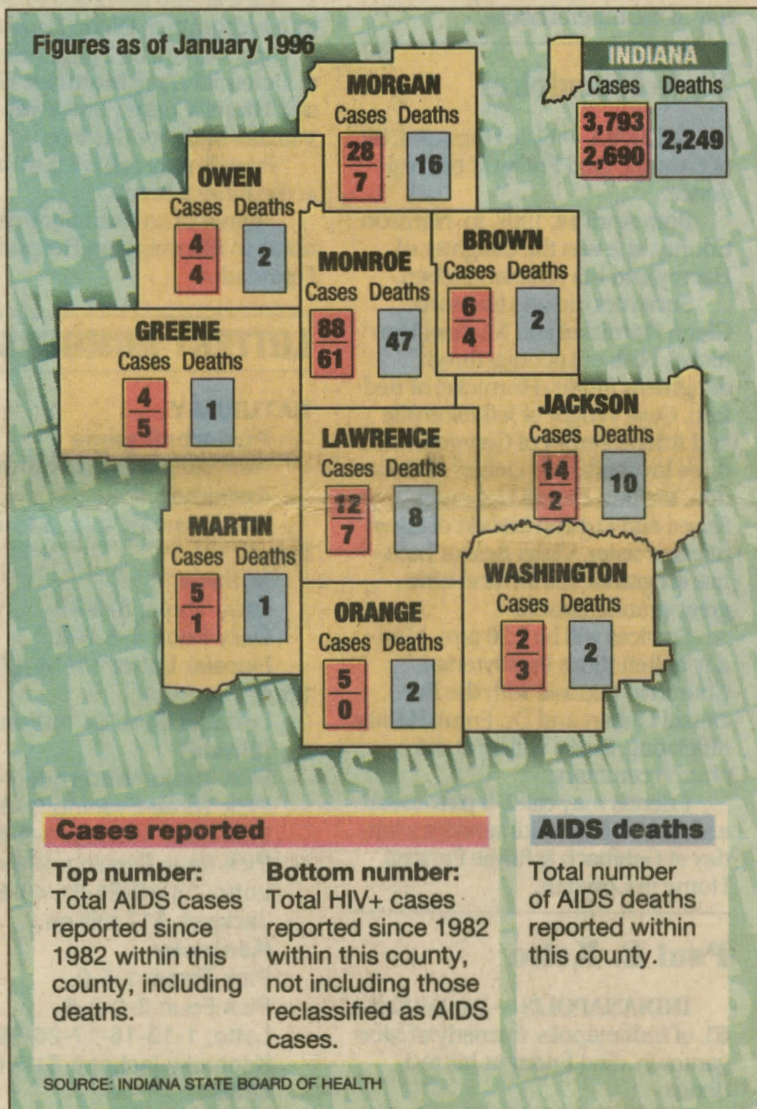 Figures as of January 1996
INDIANA
Cases Deaths
3,793
2,690
2,249
MORGAN
Cases Deaths
28
7
16
OWEN
Cases Deaths
4
4
2
MONROE
Cases Deaths
88
61
47
BROWN
Cases Deaths
6
4
2
GREENE
Cases Deaths
4
5
1
JACKSON
Cases Deaths
14
2
10
LAWRENCE
Cases Deaths
12
7
8
MARTIN
Cases Deaths
5
1
1
WASHINGTON
Cases Deaths
2
3
2
ORANGE
Cases Deaths
5
0
2
Cases reported
Top number:
Total AIDS cases
reported since
1982 within this
county, including
deaths.
Bottom number:
Total HIV+ cases
reported since 1982
within this county,
not including those
reclassified as AIDS
cases.
AIDS deaths
Total number
of AIDS deaths
reported within
this county.
SOURCE: INDIANA STATE BOARD OF HEALTH